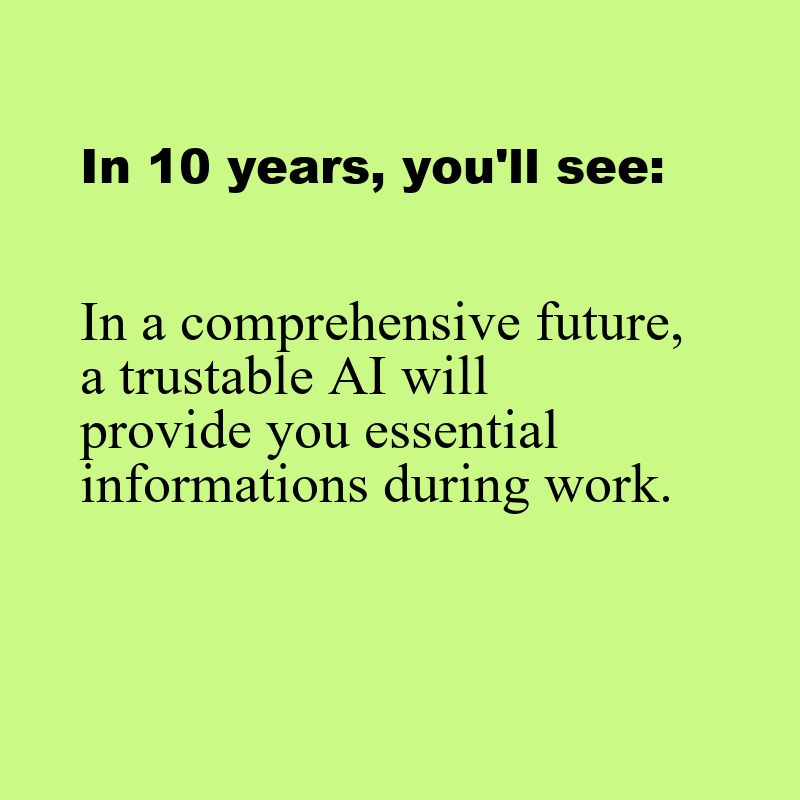 In 10 years, you'll see:
In a comprehensive future,
a trustable AI will
provide you essential
informations during work.